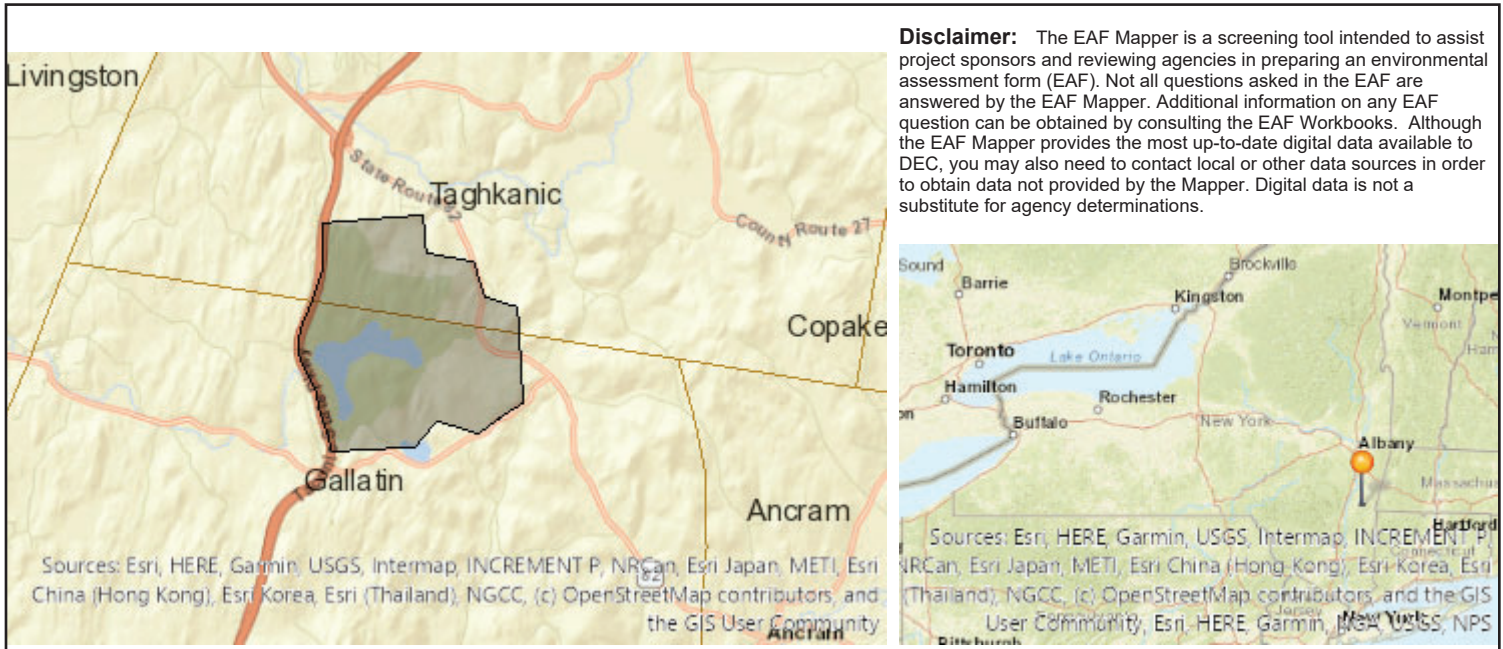 Livingston
State Route 82
Taghkanic
County Route 27
Copake
Gallatin
Ancram
82
Sources: Esri, HERE, Garmin, USGS, Intermap, INCREMENT P, NRCan, Esri Japan, METI, Esri
China (Hong Kong), Esri Korea, Esri (Thailand), NGCC, (c) OpenStreetMap contributors, and
the GIS User Community
Ancram
Disclaimer: The EAF Mapper is a screening tool intended to assist
project sponsors and reviewing agencies in preparing an environmental
assessment form (EAF). Not all questions asked in the EAF are
answered by the EAF Mapper. Additional information on any EAF
question can be obtained by consulting the EAF Workbooks. Although
the EAF Mapper provides the most up-to-date digital data available to
DEC, you may also need to contact local or other data sources in order
to obtain data not provided by the Mapper. Digital data is not a
substitute for agency determinations.
Sound
Barrie
Brockville
Kingston
Montpe
Vermont
Toronto
Lake Ontario
Ham
Hamilton
Rochester
on
Buffalo
New York
Albany
Massachus
Hartford
Sources: Esri, HERE, Garmin, USGS, Intermap, INCREMENT P,
Connecticut
NRCan, Esri Japan, METI, Esri China (Hong Kong), Esri Korea, Esri
(Thailand), NGCC, (c) OpenStreetMap contributors, and the GIS
Pennsylvania
Jersey
New York
User Community, Esri, HERE, Garmin, NGA, USGS, NPS
Pittsburgh